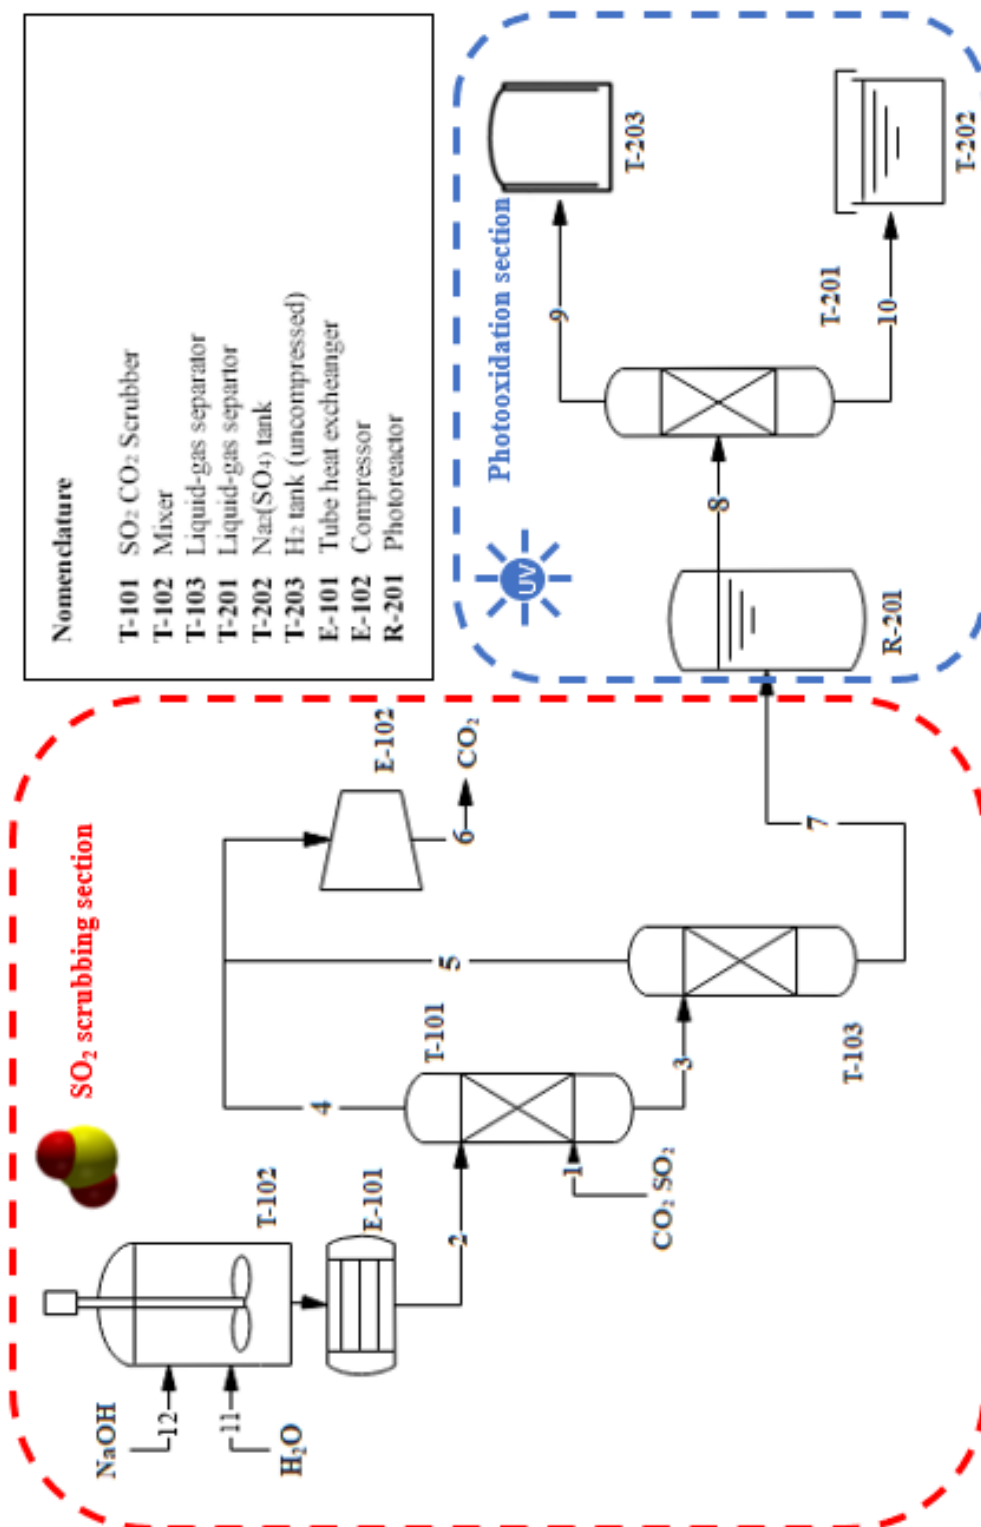 SO₂ scrubbing section
NaOH
12
11
H₂O
T-102
E-101
2
CO₂ SO₂
1
T-101
4
3
T-103
5
E-102
6
CO₂
7
Nomenclature
T-101 SO₂ CO₂ Scrubber
T-102 Mixer
T-103 Liquid-gas separator
T-201 Liquid-gas separtor
T-202 Na₂(SO₄) tank
T-203 H₂ tank (uncompressed)
E-101 Tube heat excheanger
E-102 Compressor
R-201 Photoreactor
Photooxidation section
UV
R-201
8
T-201
9
10
T-203
T-202